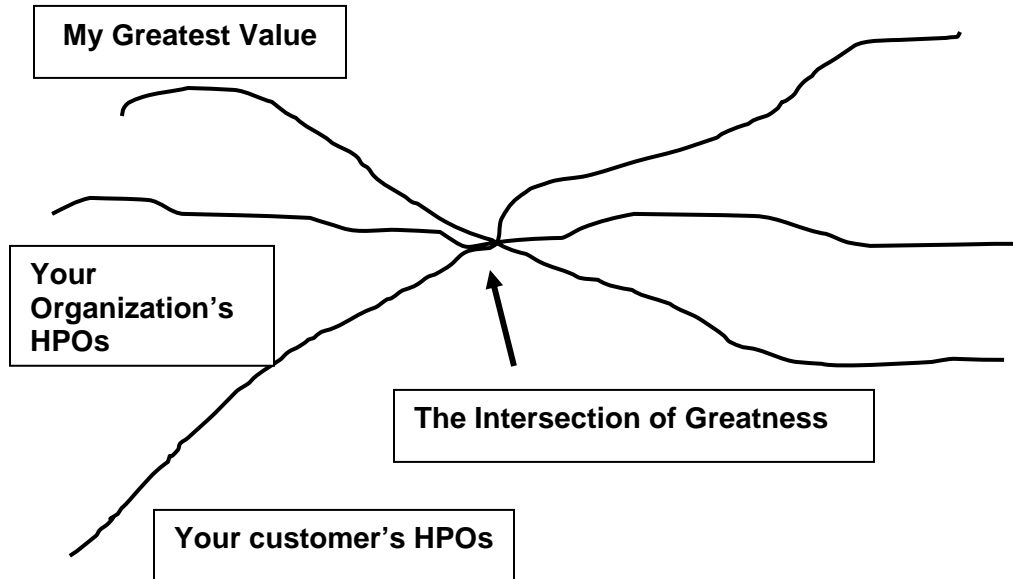 My Greatest Value
Your
Organization’s
HPOs
The Intersection of Greatness
Your customer’s HPOs